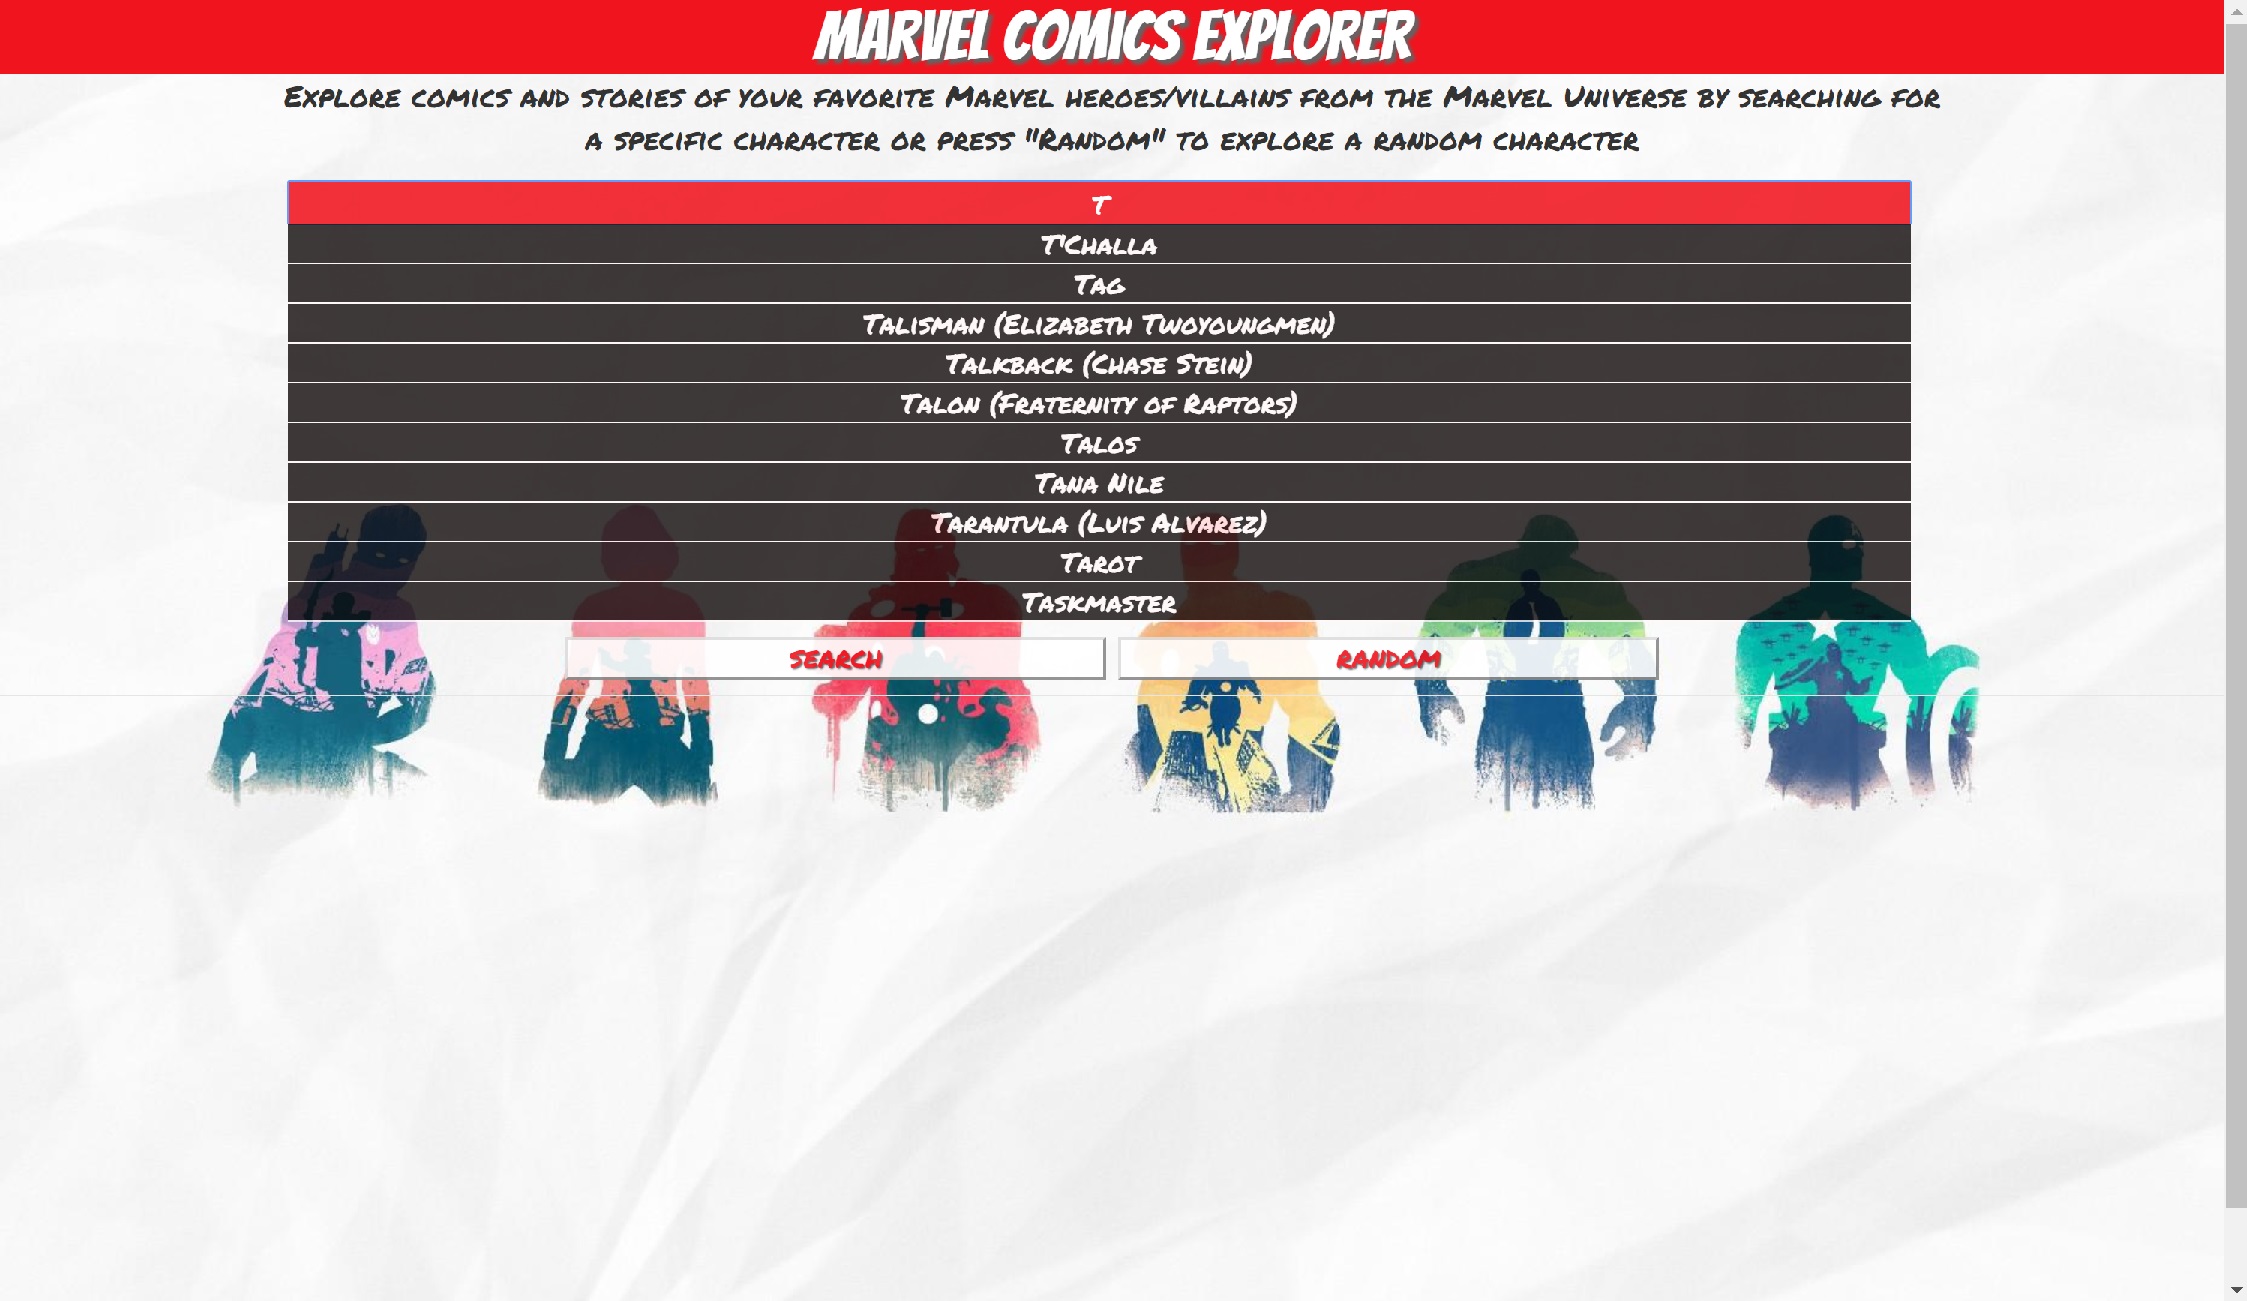 MARVEL COMICS EXPLORER
Explore comics and stories of your favorite Marvel heroes/villains from the Marvel Universe by searching for
a specific character or press "Random" to explore a random character
T
T'Challa
Tag
Talisman (Elizabeth Twoyoungmen)
Talkback (Chase Stein)
Talon (Fraternity of Raptors)
Talos
Tana Nile
Tarantula (Luis Alvarez)
Tarot
Taskmaster
SEARCH RANDOM